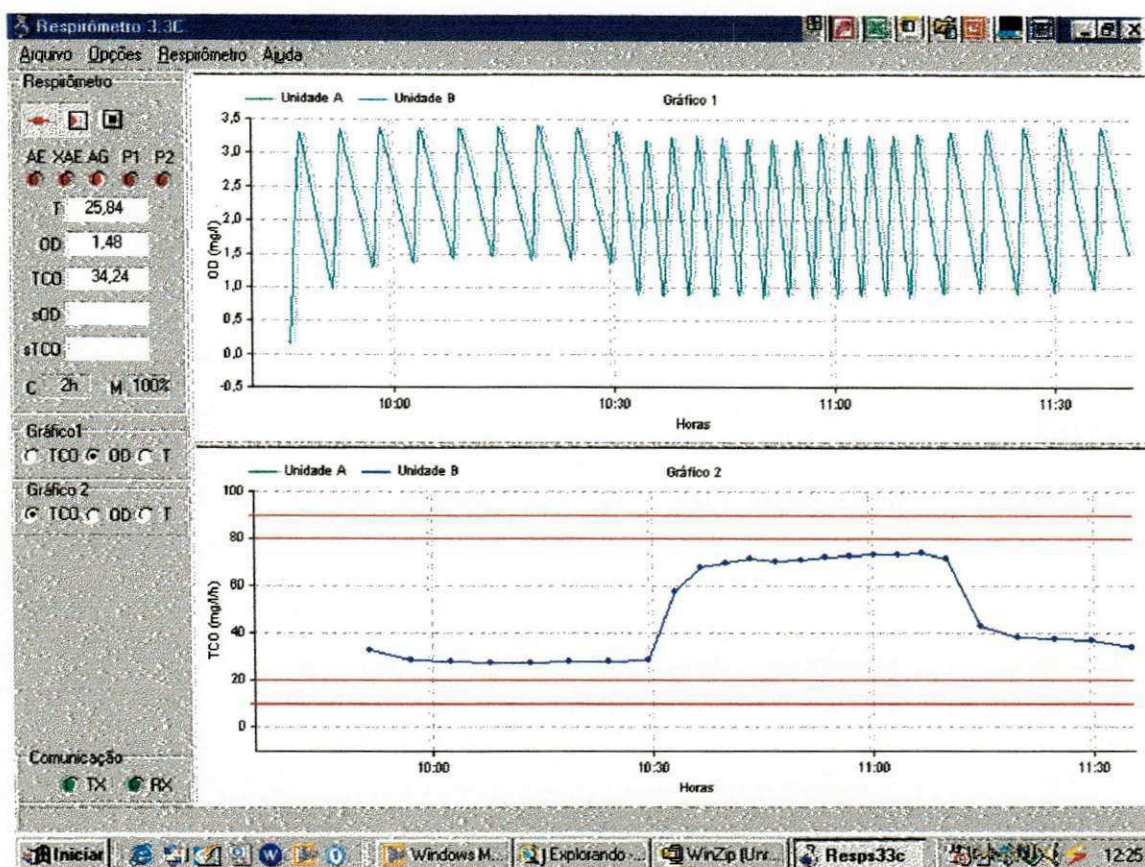 Respirômetro 3.3C
Arquivo Opções Respirômetro Ajuda
Respirômetro
AE XAE AG P1 P2
T 25,84
OD 1,48
TCO 34,24
sOD
sTCO
C 2h M 100%
Gráfico1
TCO OD T
Gráfico 2
TCO OD T
Comunicação
TX RX
Unidade A Unidade B Gráfico 1
3,5
3,0
2,5
2,0
1,5
1,0
0,5
0,0
-0,5
OD (mg/l)
10:00 10:30 11:00 11:30
Horas
Unidade A Unidade B Gráfico 2
100
80
60
40
20
0
TCO (mg/l/h)
10:00 10:30 11:00 11:30
Horas
Iniciar Windows M... Explorando -... WinZip (Unr... Resps33c